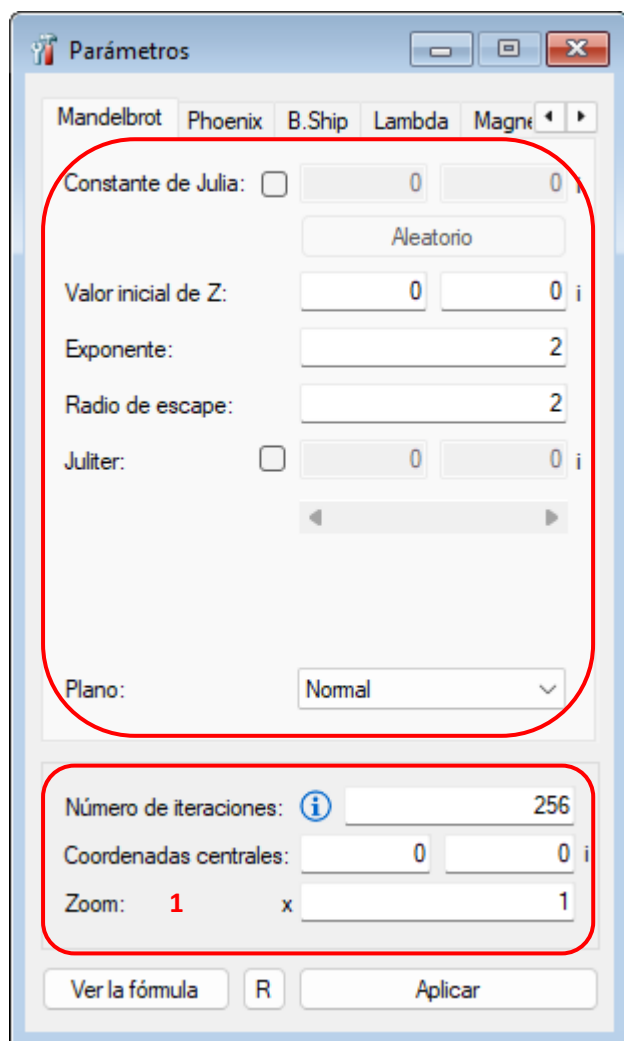 Parámetros
Mandelbrot Phoenix B.Ship Lambda Magne
Constante de Julia: 0 0 i
Aleatorio
Valor inicial de Z: 0 0 i
Exponente: 2
Radio de escape: 2
Juliter: 0 0 i
Plano: Normal
Número de iteraciones: 256
Coordenadas centrales: 0 0 i
Zoom: 1 x 1
Ver la fórmula R Aplicar